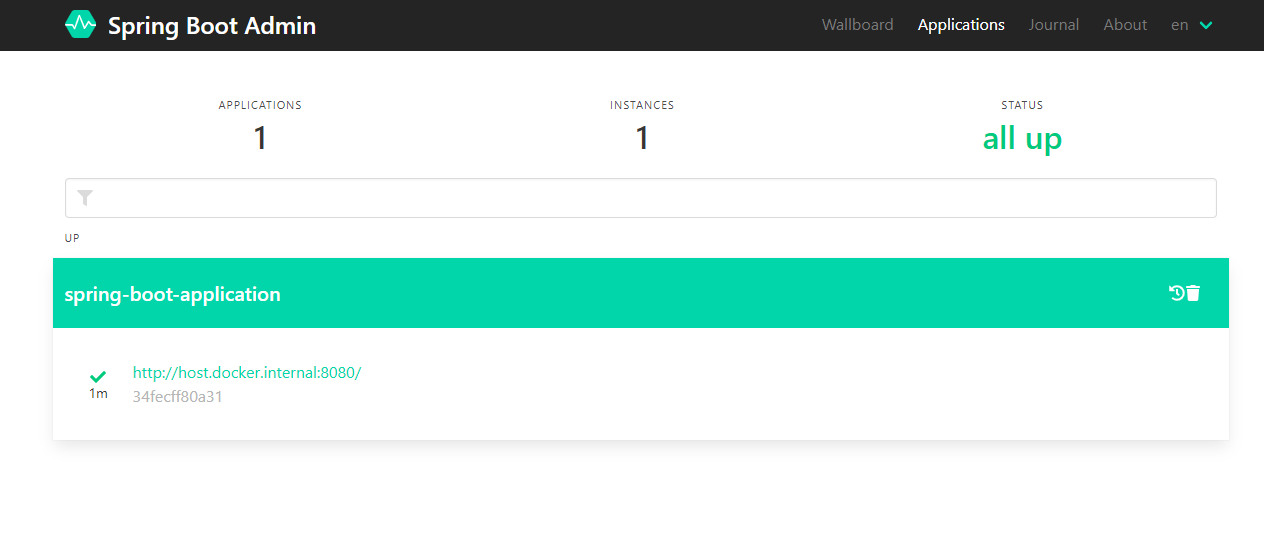 Spring Boot Admin
Wallboard Applications Journal About en
APPLICATIONS INSTANCES STATUS
1 1 all up
UP
spring-boot-application
http://host.docker.internal:8080/
1m
34fecff80a31